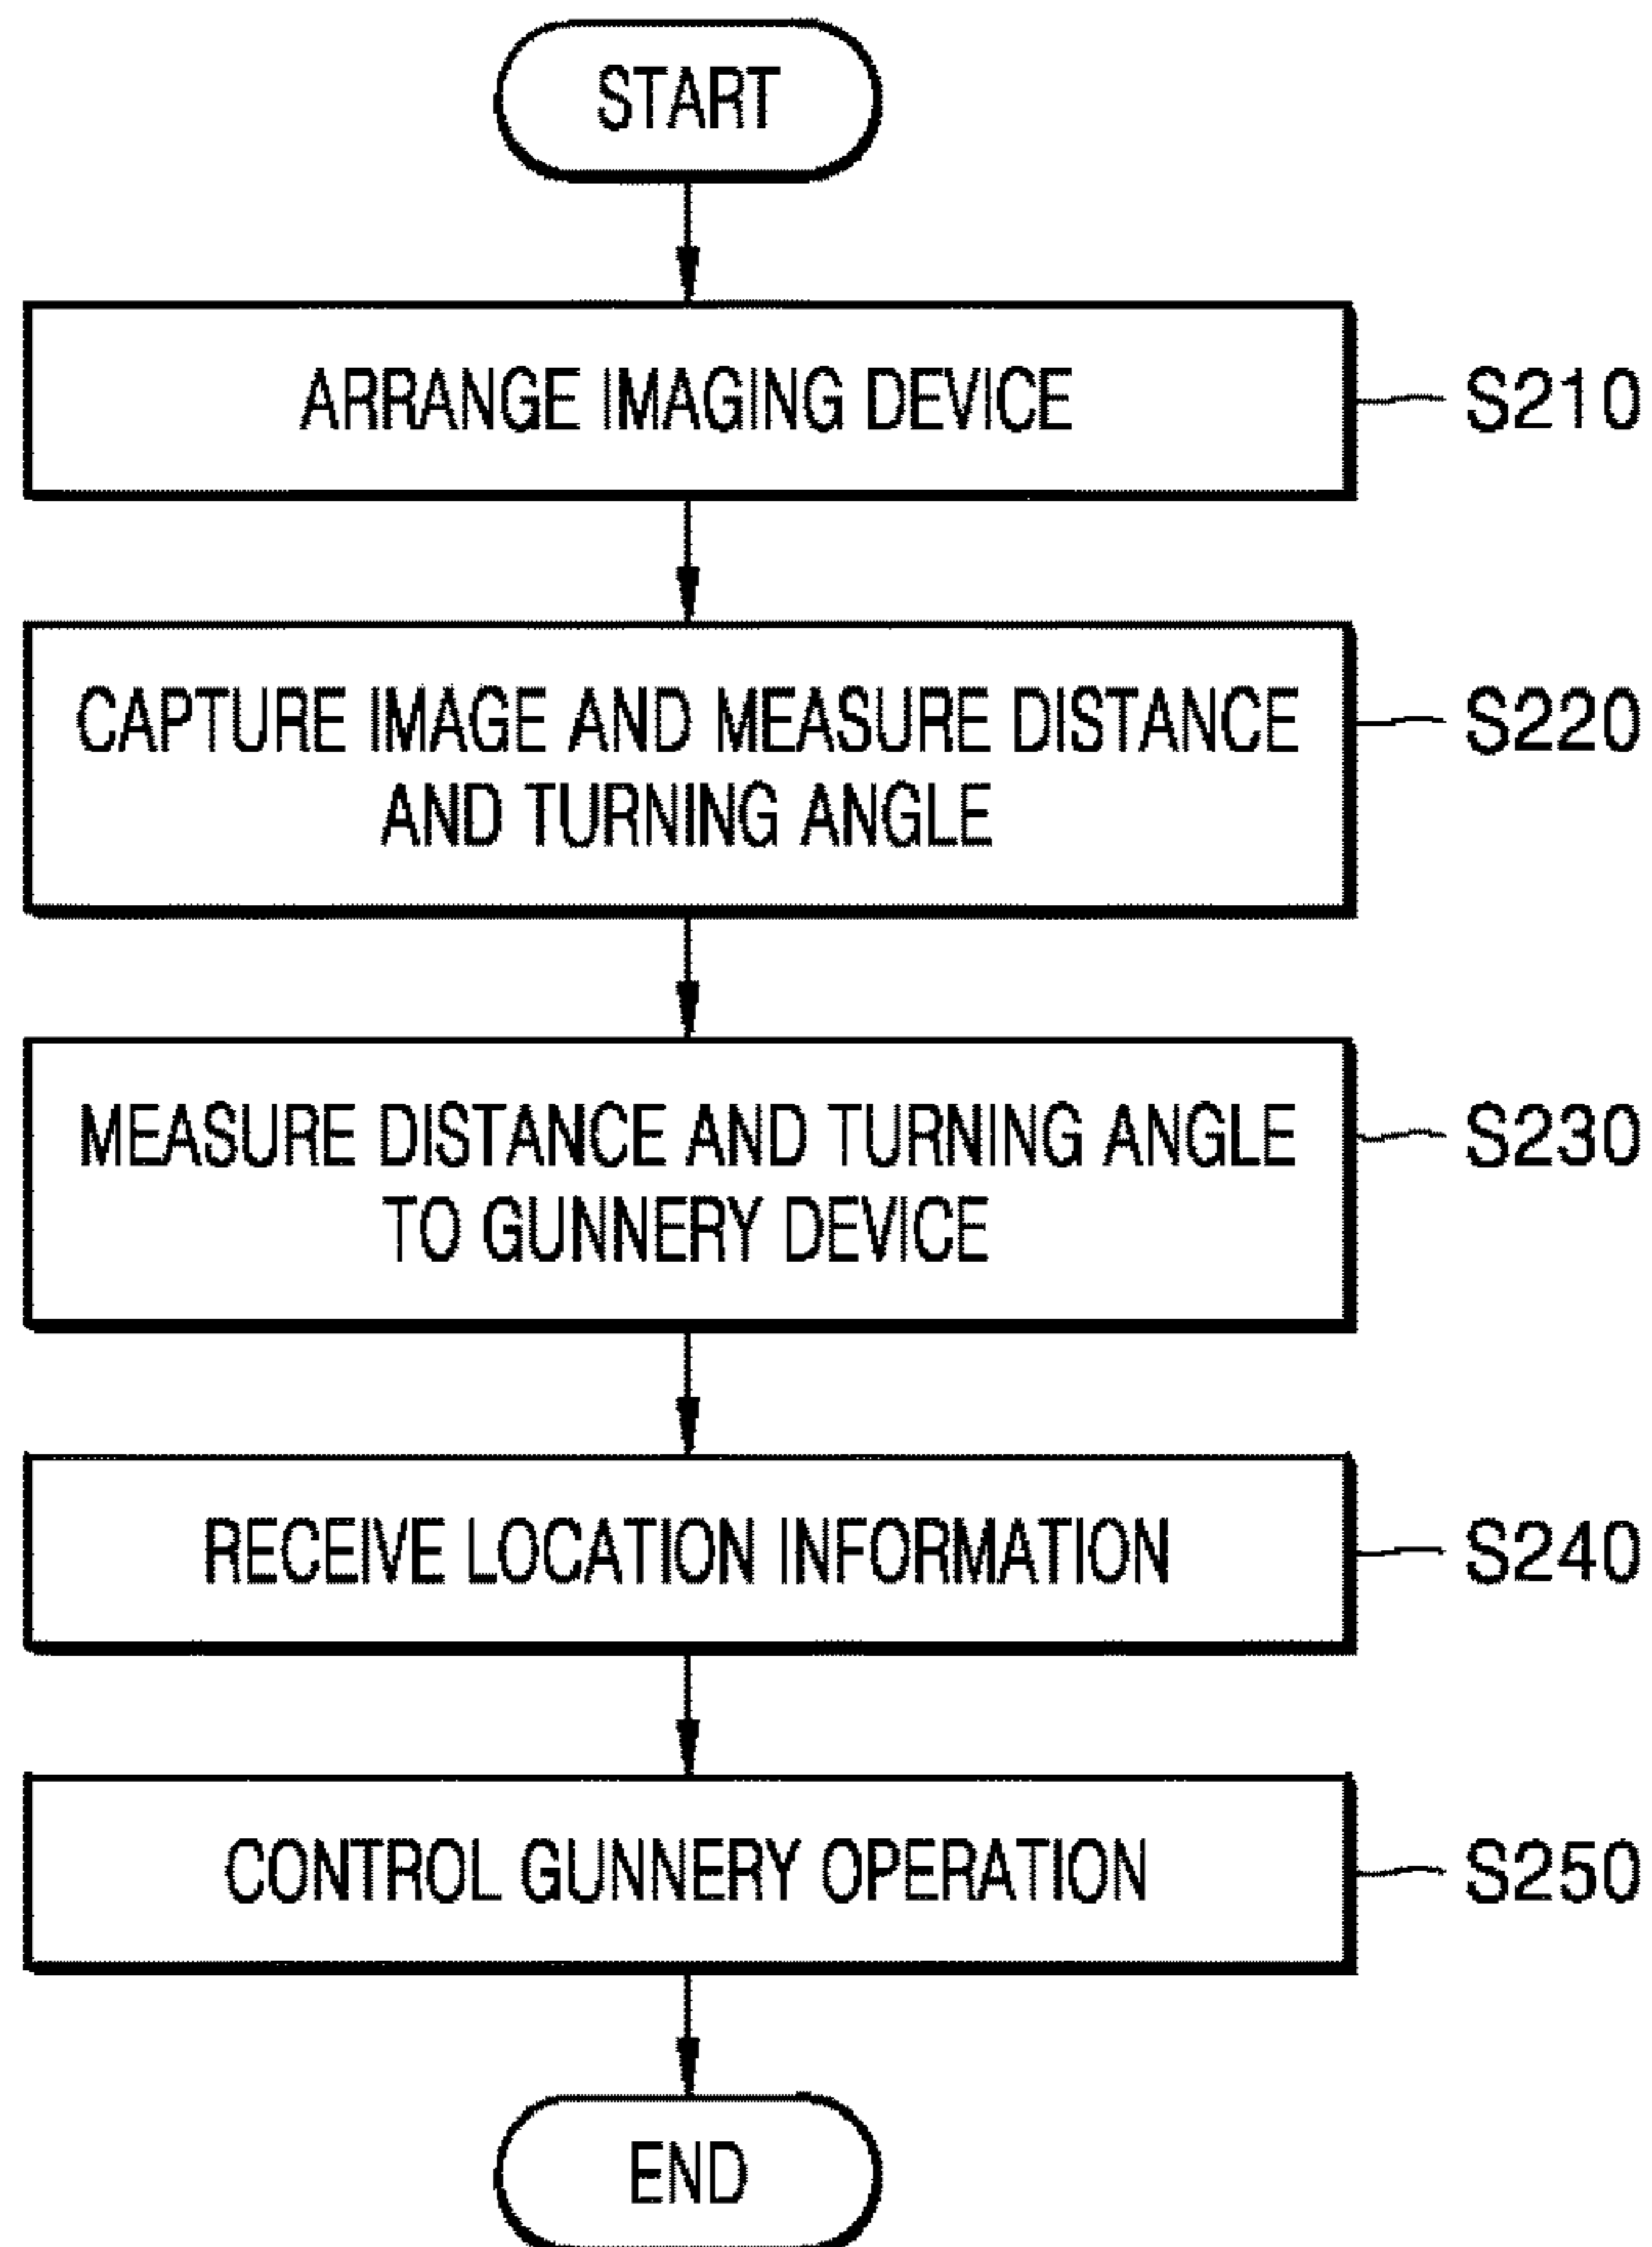 START
ARRANGE IMAGING DEVICE
S210
CAPTURE IMAGE AND MEASURE DISTANCE
AND TURNING ANGLE
S220
MEASURE DISTANCE AND TURNING ANGLE
TO GUNNERY DEVICE
S230
RECEIVE LOCATION INFORMATION
S240
CONTROL GUNNERY OPERATION
S250
END